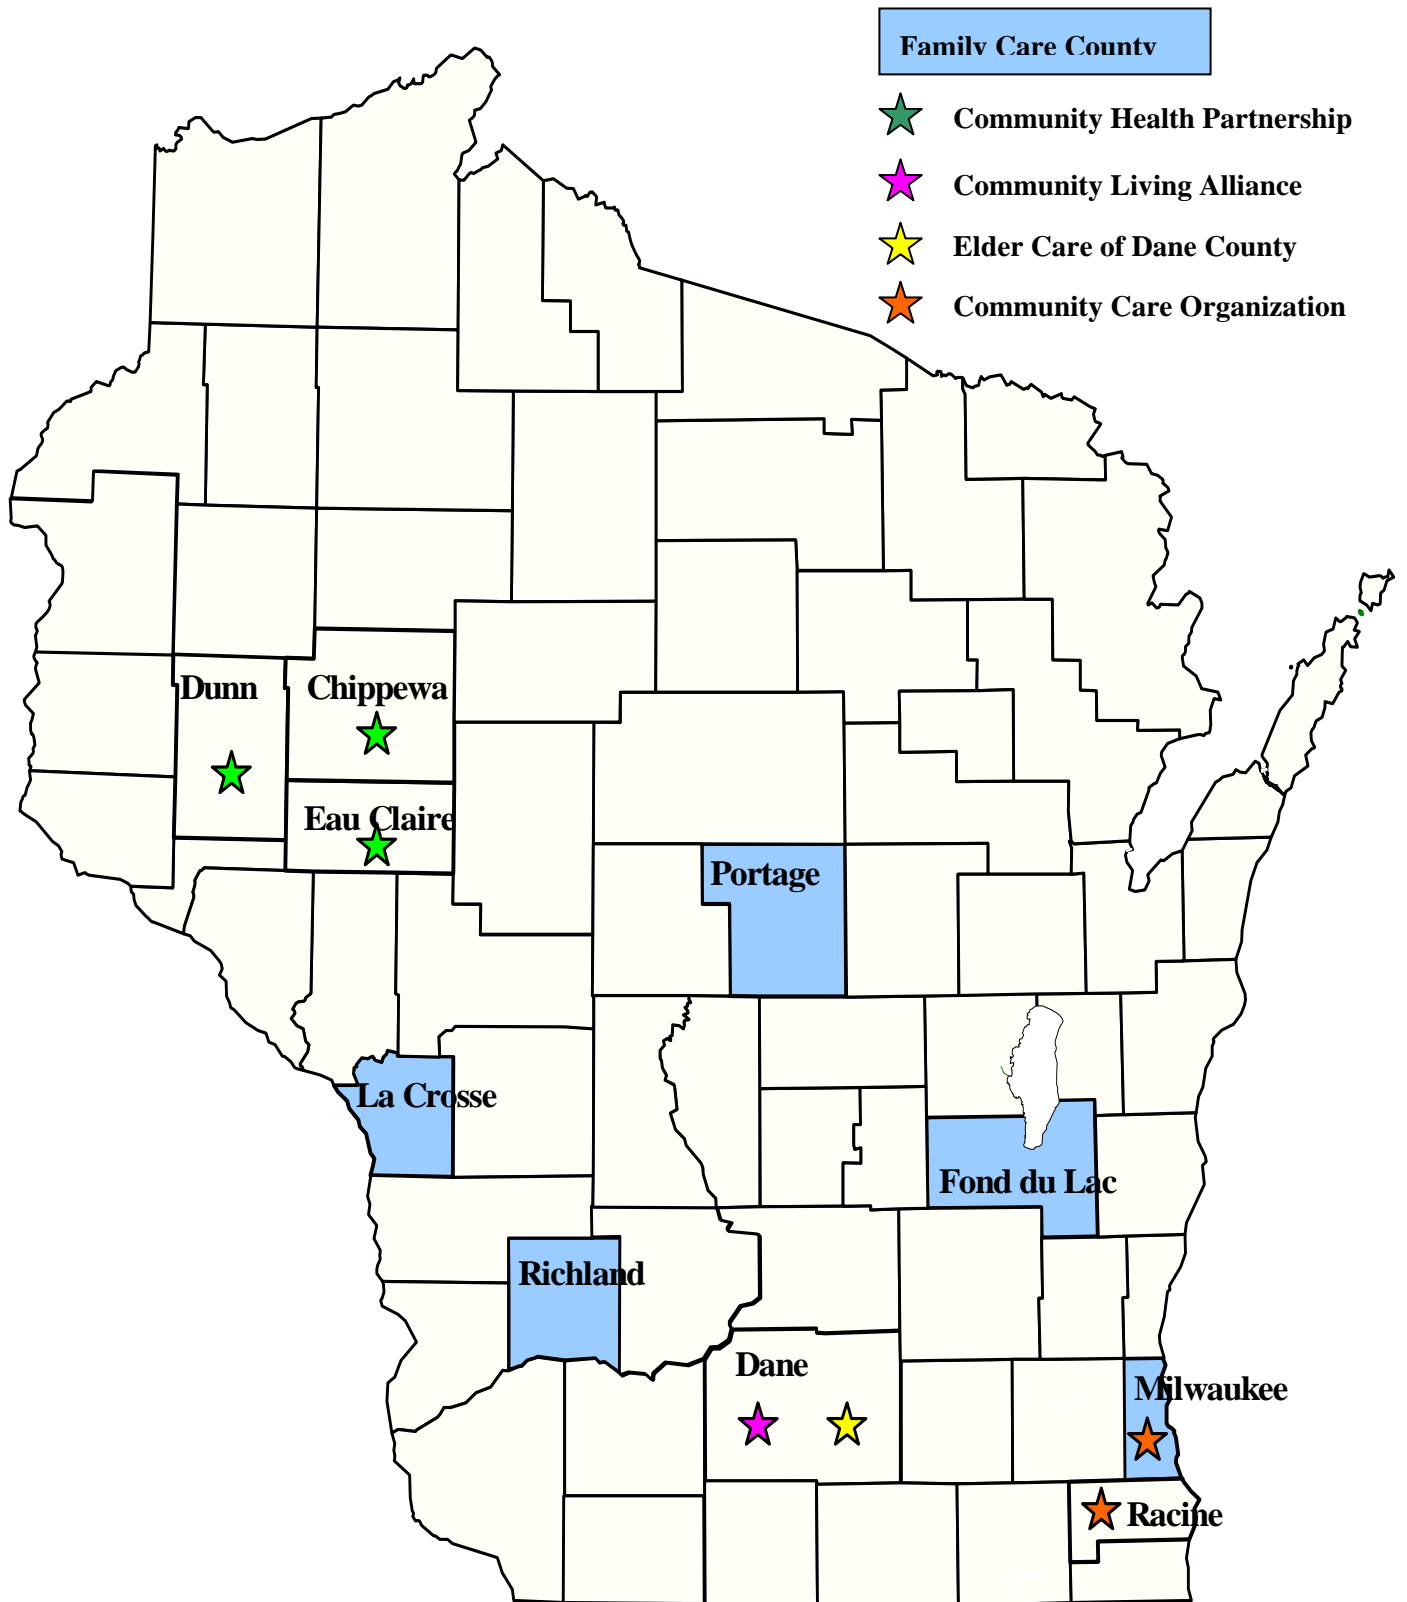 Family Care County
Community Health Partnership
Community Living Alliance
Elder Care of Dane County
Community Care Organization
Dunn
Chippewa
Eau Claire
Portage
La Crosse
Fond du Lac
Richland
Dane
Milwaukee
Racine